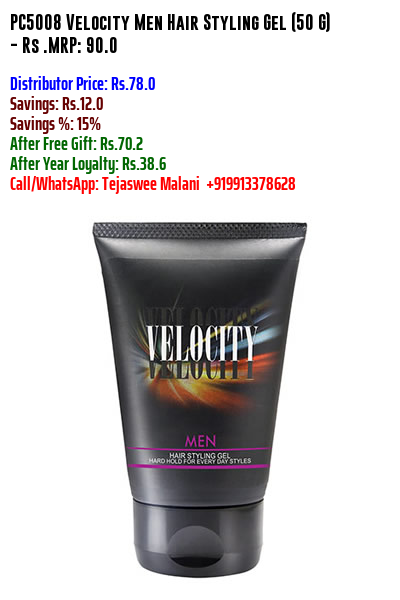 PC5008 Velocity Men Hair Styling Gel (50 G)
- Rs .MRP: 90.0
Distributor Price: Rs.78.0
Savings: Rs.12.0
Savings %: 15%
After Free Gift: Rs.70.2
After Year Loyalty: Rs.38.6
Call/WhatsApp: Tejaswee Malani +919913378628
VELOCITY
MEN
HAIR STYLING GEL
HARD HOLD FOR EVERY DAY STYLES